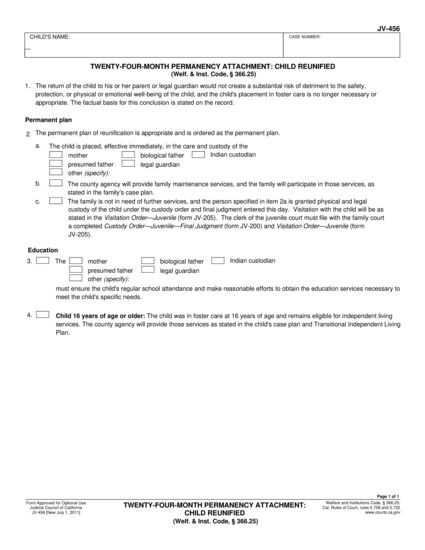 JV-456
CHILD'S NAME:
CASE NUMBER:
TWENTY-FOUR-MONTH PERMANENCY ATTACHMENT: CHILD REUNIFIED
(Welf. & Inst. Code, § 366.25)
1. The return of the child to his or her parent or legal guardian would not create a substantial risk of detriment to the safety,
protection, or physical or emotional well-being of the child, and the child's placement in foster care is no longer necessary or
appropriate. The factual basis for this conclusion is stated on the record.
Permanent plan
2. The permanent plan of reunification is appropriate and is ordered as the permanent plan.
a. The child is placed, effective immediately, in the care and custody of the
mother biological father Indian custodian
presumed father legal guardian
other (specify):
b. The county agency will provide family maintenance services, and the family will participate in those services, as
stated in the family's case plan.
c. The family is not in need of further services, and the person specified in item 2a is granted physical and legal
custody of the child under the custody order and final judgment entered this day. Visitation with the child will be as
stated in the Visitation Order—Juvenile (form JV-205). The clerk of the juvenile court must file with the family court
a completed Custody Order—Juvenile—Final Judgment (form JV-200) and Visitation Order—Juvenile (form
JV-205).
Education
3. The mother biological father Indian custodian
presumed father legal guardian
other (specify):
must ensure the child's regular school attendance and make reasonable efforts to obtain the education services necessary to
meet the child's specific needs.
4. Child 16 years of age or older: The child was in foster care at 16 years of age and remains eligible for independent living
services. The county agency will provide those services as stated in the child's case plan and Transitional Independent Living
Plan.
Page 1 of 1
Form Approved for Optional Use
Judicial Council of California
JV-456 [New July 1, 2011]
TWENTY-FOUR-MONTH PERMANENCY ATTACHMENT:
CHILD REUNIFIED
(Welf. & Inst. Code, § 366.25)
Welfare and Institutions Code, § 366.25;
Cal. Rules of Court, rules 5.708 and 5.722
www.courts.ca.gov